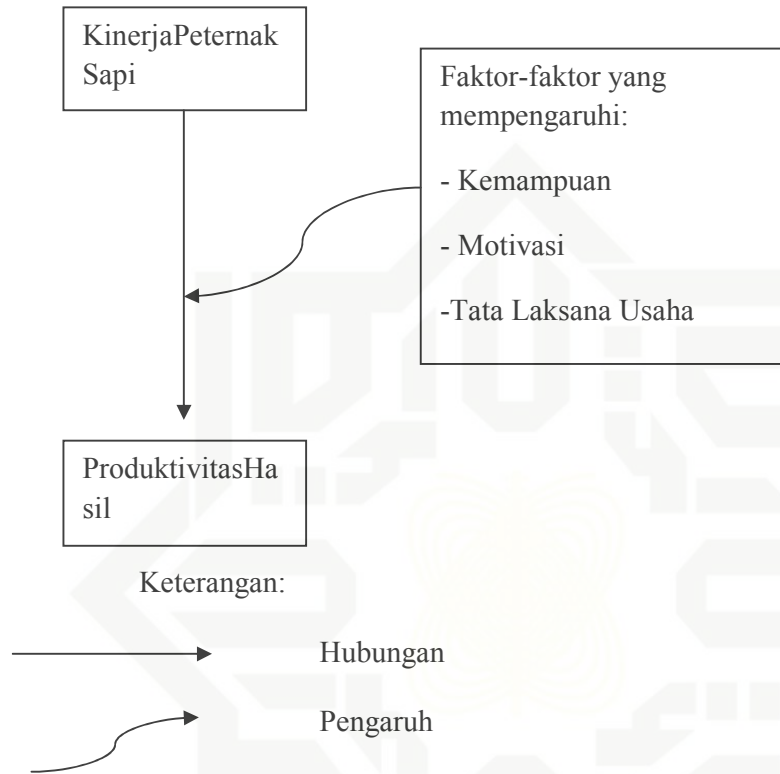 KinerjaPeternak
Sapi
Faktor-faktor yang
mempengaruhi:
- Kemampuan
- Motivasi
-Tata Laksana Usaha
ProduktivitasHa
sil
Keterangan:
Hubungan
Pengaruh